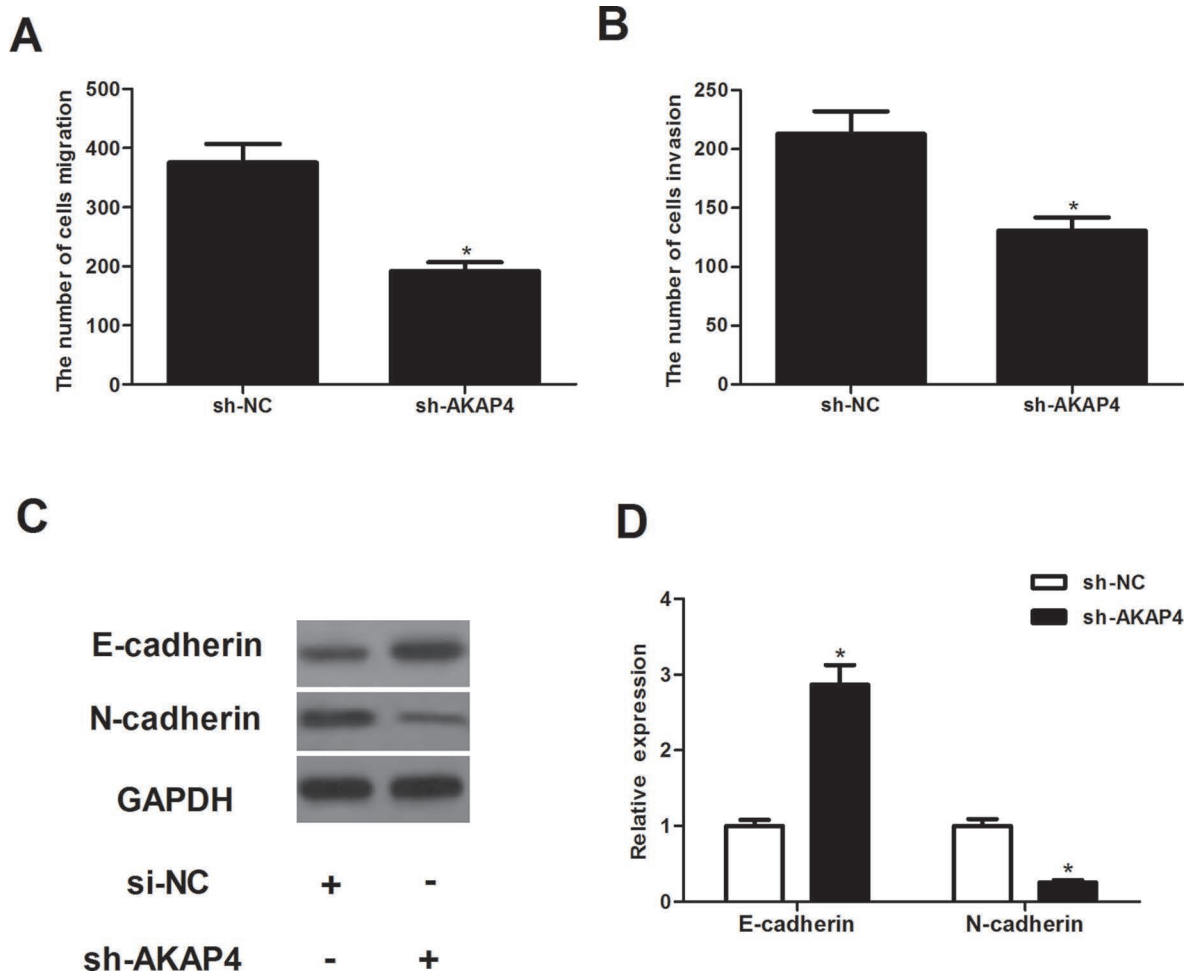 A
The number of cells migration
500
400
300
200
100
0
*
sh-NC sh-AKAP4
B
The number of cells invasion
250
200
150
100
50
0
*
sh-NC sh-AKAP4
C
E-cadherin
N-cadherin
GAPDH
si-NC + -
sh-AKAP4 - +
D
sh-NC
sh-AKAP4
Relative expression
4
3
2
1
0
*
*
E-cadherin N-cadherin